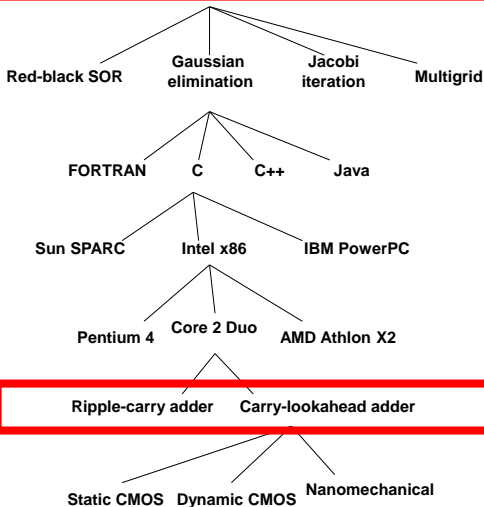 Red-black SOR Gaussian elimination Jacobi iteration Multigrid
FORTRAN C C++ Java
Sun SPARC Intel x86 IBM PowerPC
Pentium 4 Core 2 Duo AMD Athlon X2
Ripple-carry adder Carry-lookahead adder
Static CMOS Dynamic CMOS Nanomechanical